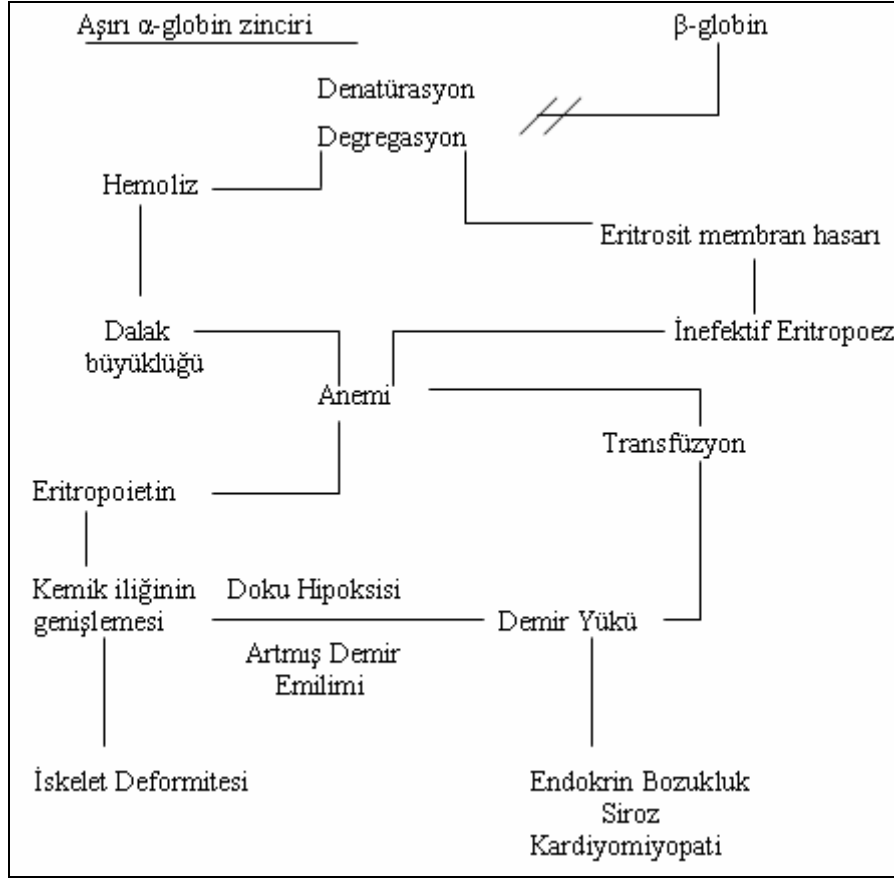 Aşırı α-globin zinciri
β-globin
Denatürasyon
Degregasyon
Hemoliz
Eritrosit membran hasarı
Dalak
büyüklüğü
İnefektif Eritropoez
Anemi
Transfüzyon
Eritropoietin
Kemik iliğinin
genişlemesi
Doku Hipoksisi
Artmış Demir
Emilimi
Demir Yükü
İskelet Deformitesi
Endokrin Bozukluk
Siroz
Kardiyomiyopati